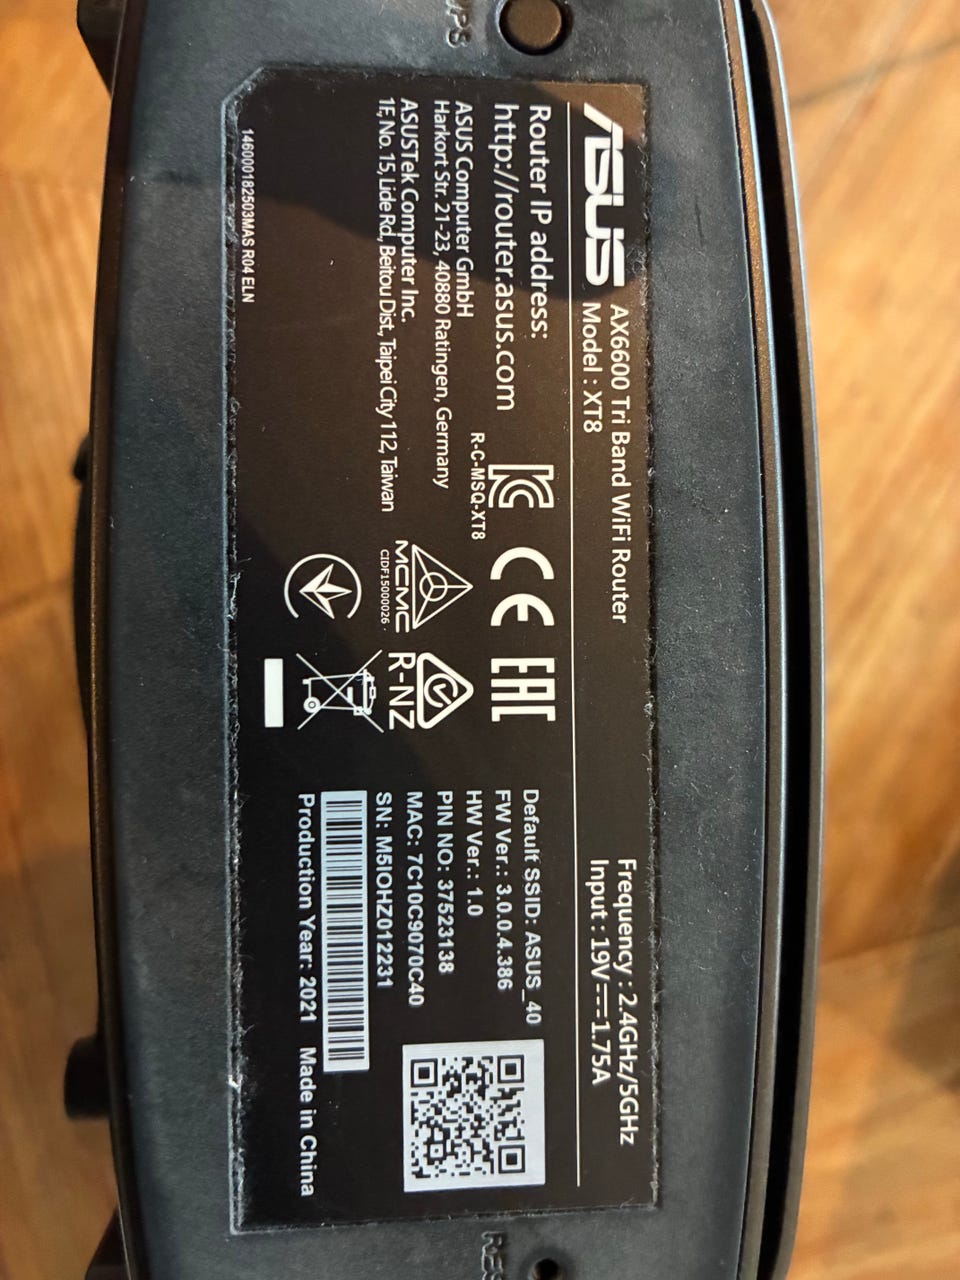 WPS
ASUS
AX6600 Tri Band WiFi Router
Model : XT8
Frequency : 2.4GHz/5GHz
Input : 19V⎓1.75A
Router IP address:
http://router.asus.com
ASUS Computer GmbH
Harkort Str. 21-23, 40880 Ratingen, Germany
ASUSTek Computer Inc.
1F, No. 15, Lide Rd., Beitou Dist., Taipei City 112, Taiwan
146000182503MAS R04 ELN
R-C-MSQ-XT8
CE
EAC
MCMC
CIDF15000026
R-NZ
Default SSID: ASUS_40
FW Ver.: 3.0.0.4.386
HW Ver.: 1.0
PIN NO: 37523138
MAC: 7C10C9070C40
SN: M5IOHZ012231
Production Year: 2021 Made in China